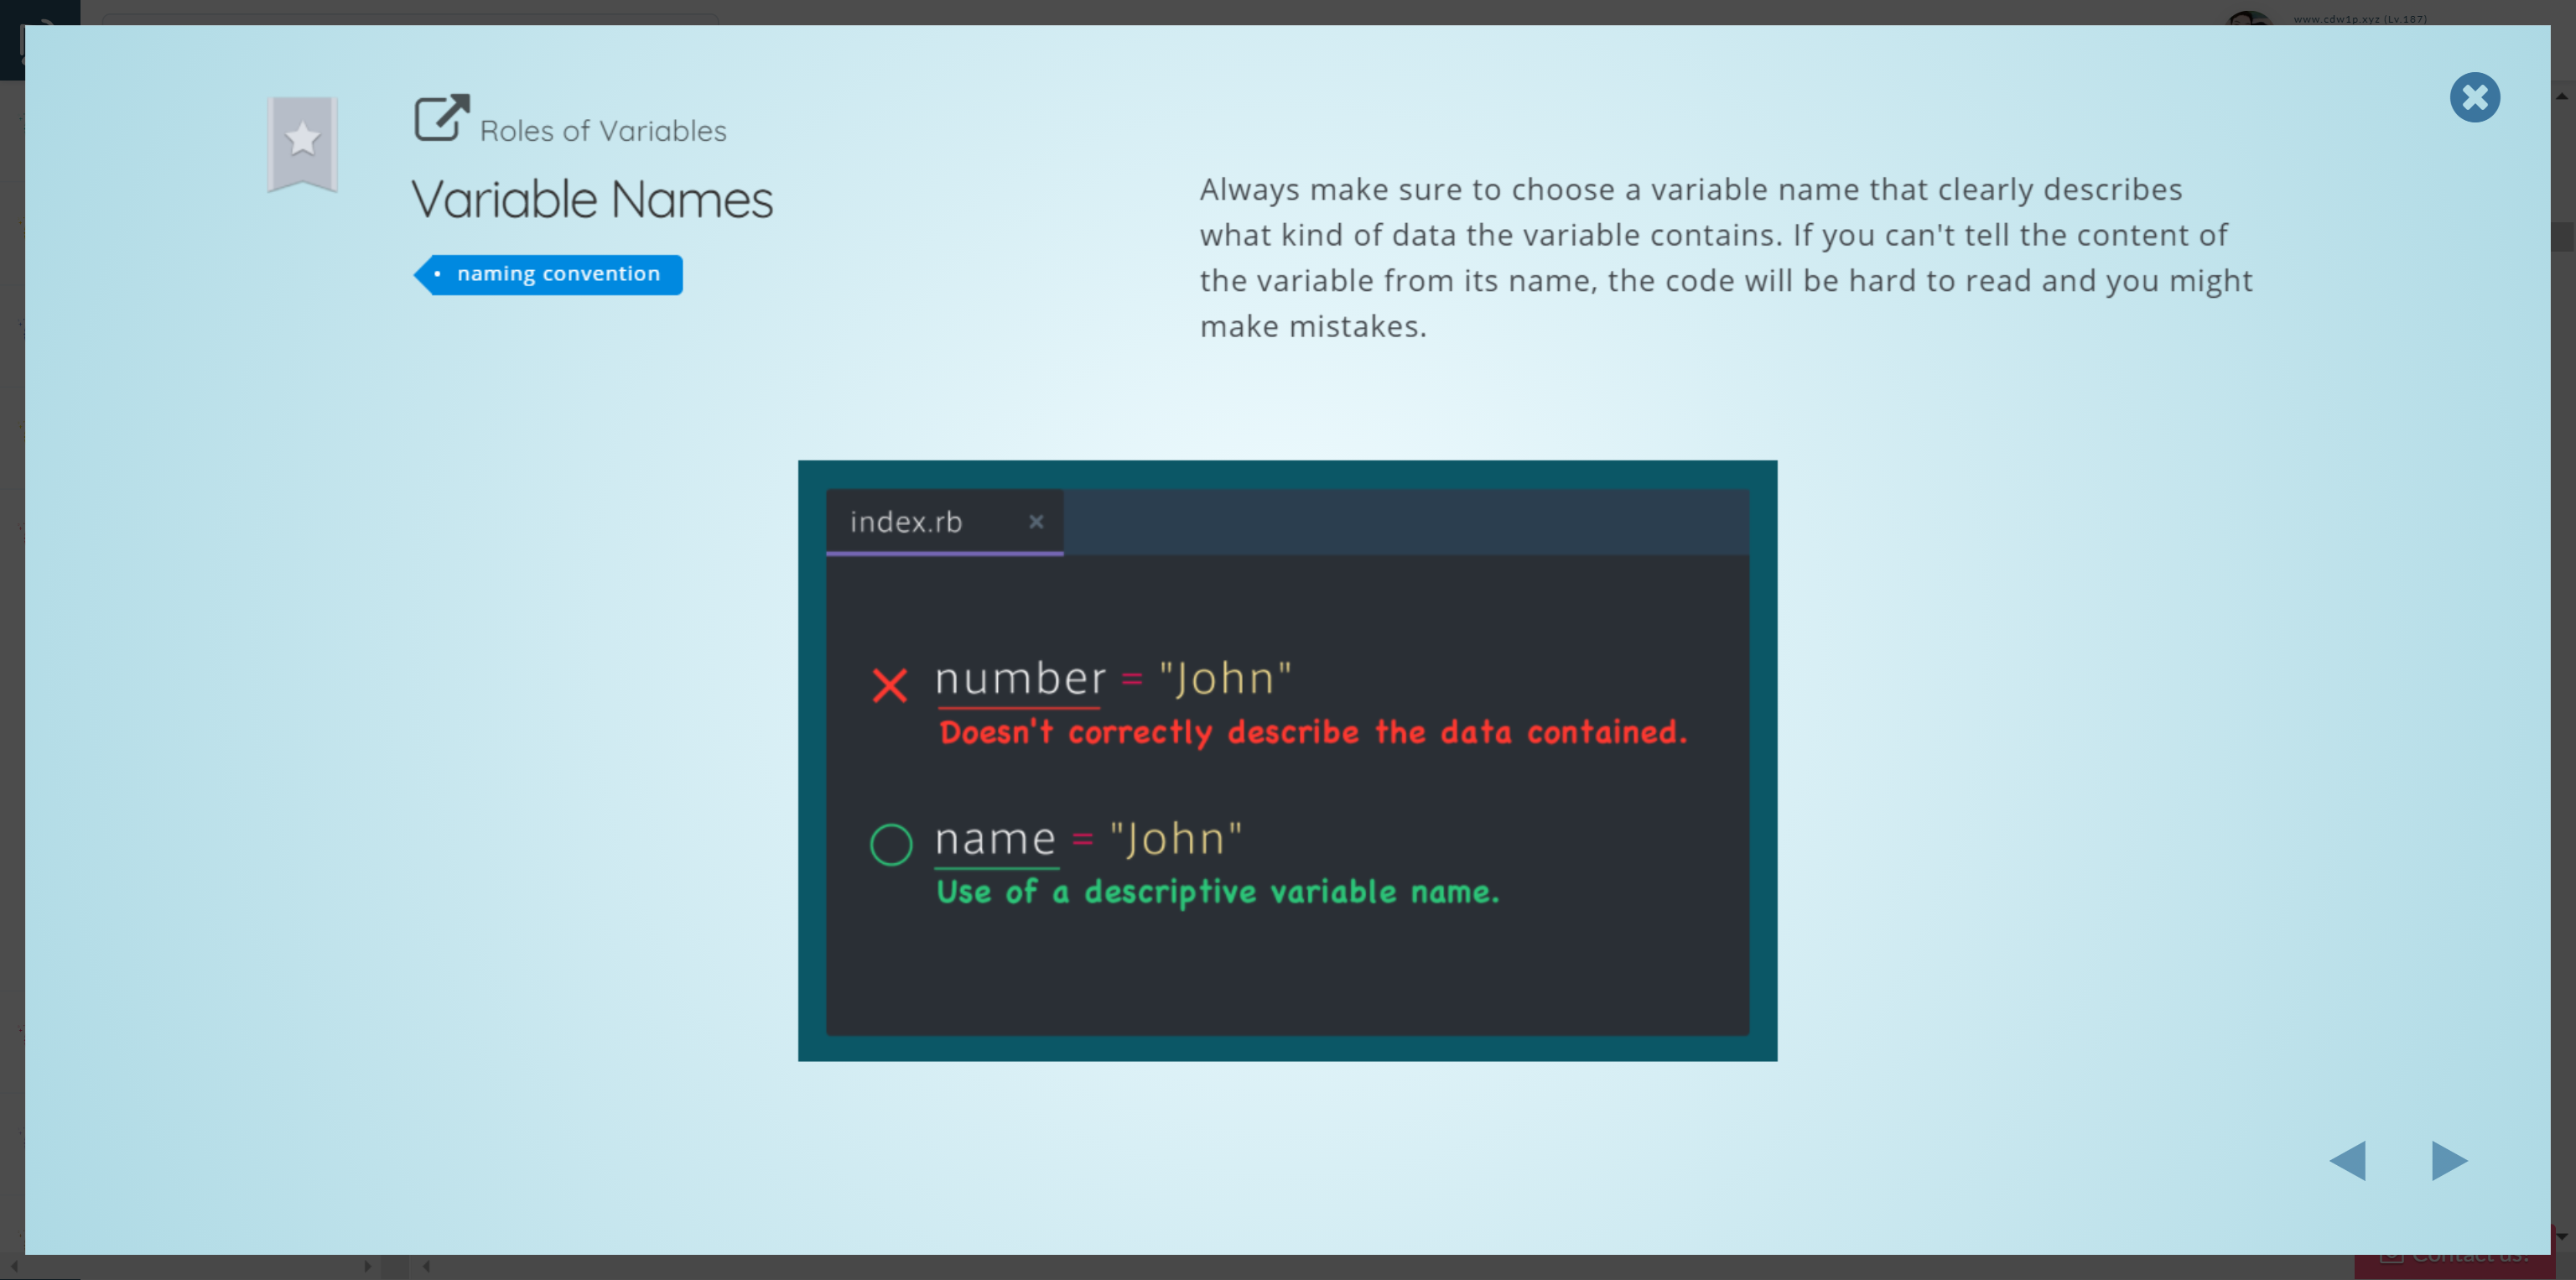 www.cdw1p.xyz (Lv.187)
Roles of Variables
Variable Names
naming convention
Always make sure to choose a variable name that clearly describes
what kind of data the variable contains. If you can't tell the content of
the variable from its name, the code will be hard to read and you might
make mistakes.
index.rb
number = "John"
Doesn't correctly describe the data contained.
name = "John"
Use of a descriptive variable name.
Contact us!